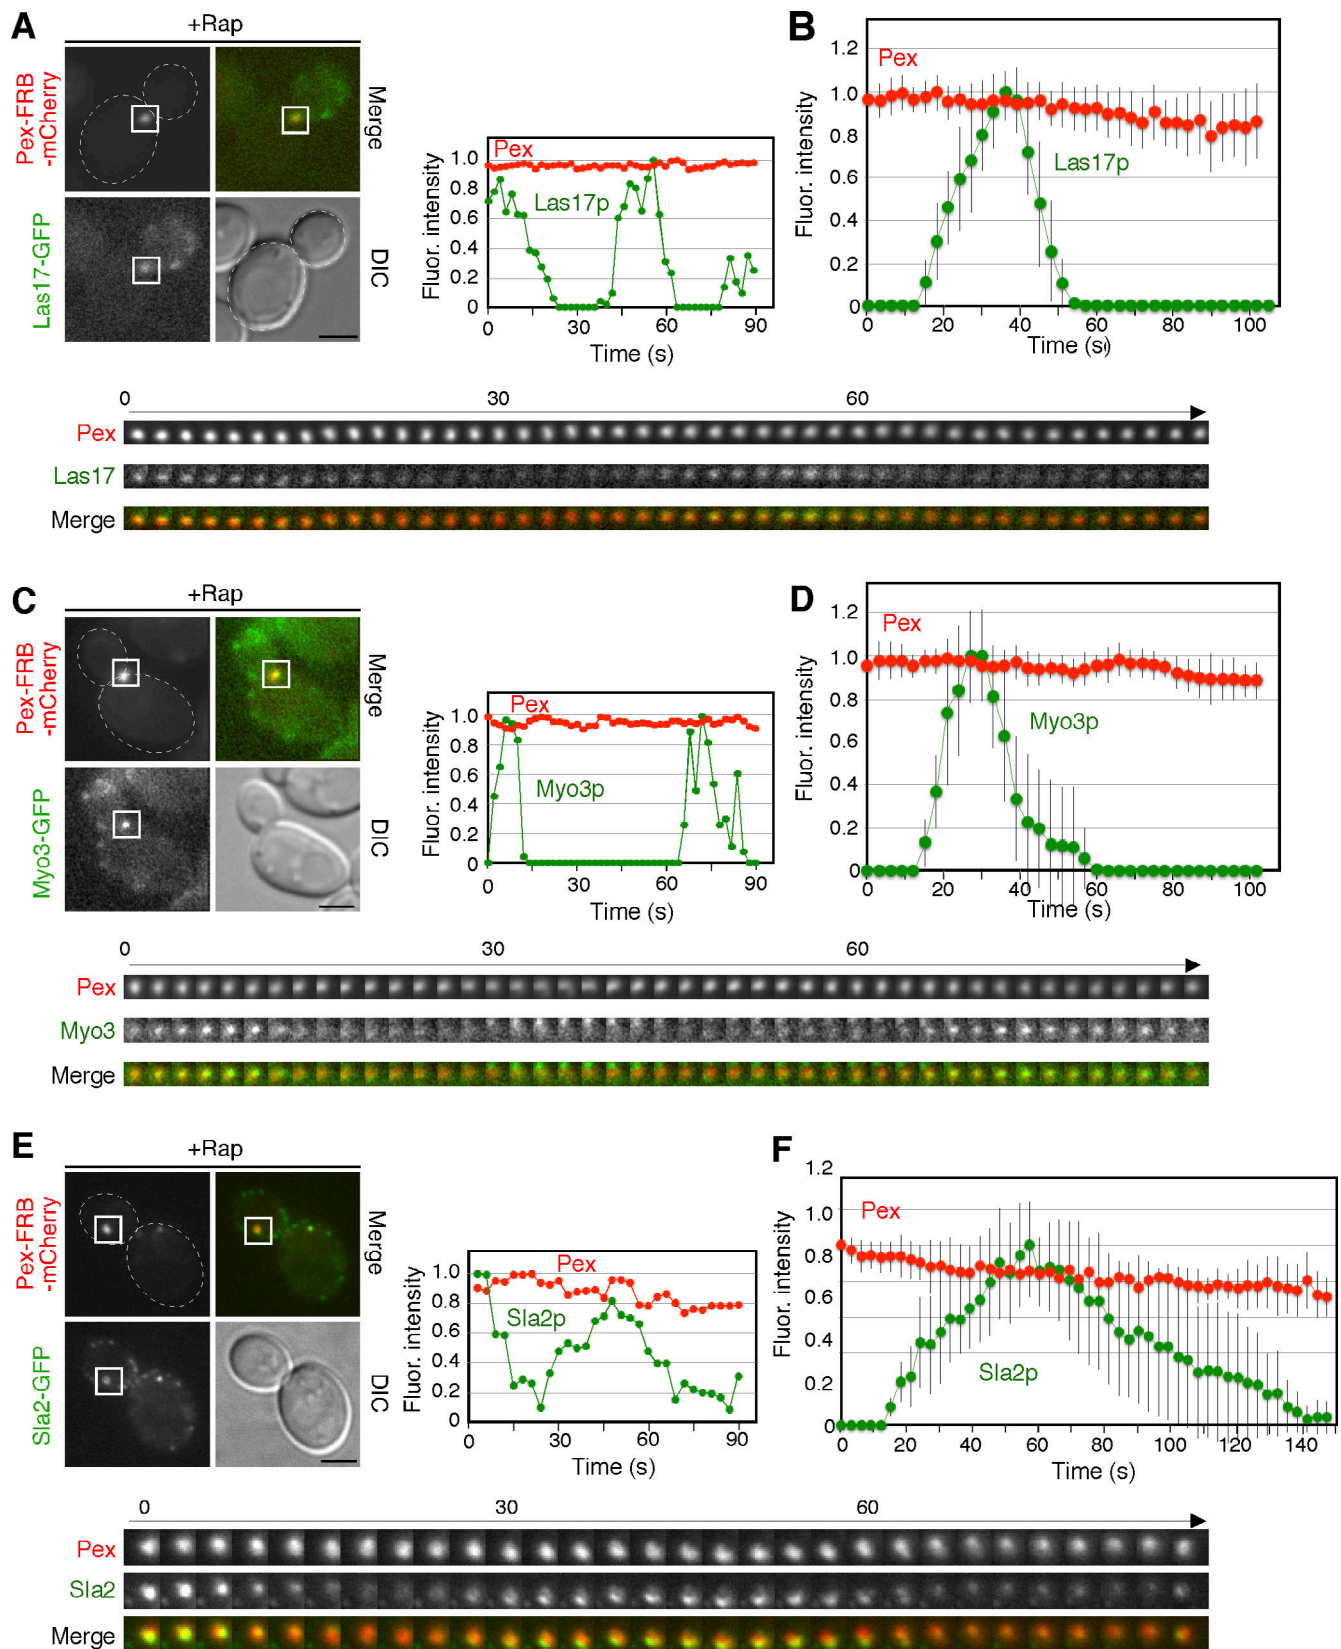 A
+Rap
Pex-FRB
-mCherry
Merge
Las17-GFP
DIC
Fluor. intensity
1.0
0.8
0.6
0.4
0.2
0
Pex
Las17p
0 30 60 90
Time (s)
B
Fluor. intensity
1.2
1.0
0.8
0.6
0.4
0.2
0
Pex
Las17p
0 20 40 60 80 100
Time (s)
0 30 60
Pex
Las17
Merge
C
+Rap
Pex-FRB
-mCherry
Merge
Myo3-GFP
DIC
Fluor. intensity
1.0
0.8
0.6
0.4
0.2
0
Pex
Myo3p
0 30 60 90
Time (s)
D
Fluor. intensity
1.2
1.0
0.8
0.6
0.4
0.2
0
Pex
Myo3p
0 20 40 60 80 100
Time (s)
0 30 60
Pex
Myo3
Merge
E
+Rap
Pex-FRB
-mCherry
Merge
Sla2-GFP
DIC
Fluor. intensity
1.0
0.8
0.6
0.4
0.2
0
Pex
Sla2p
0 30 60 90
Time (s)
F
Fluor. intensity
1.2
1.0
0.8
0.6
0.4
0.2
0
Pex
Sla2p
0 20 40 60 80 100 120 140
Time (s)
0 30 60
Pex
Sla2
Merge